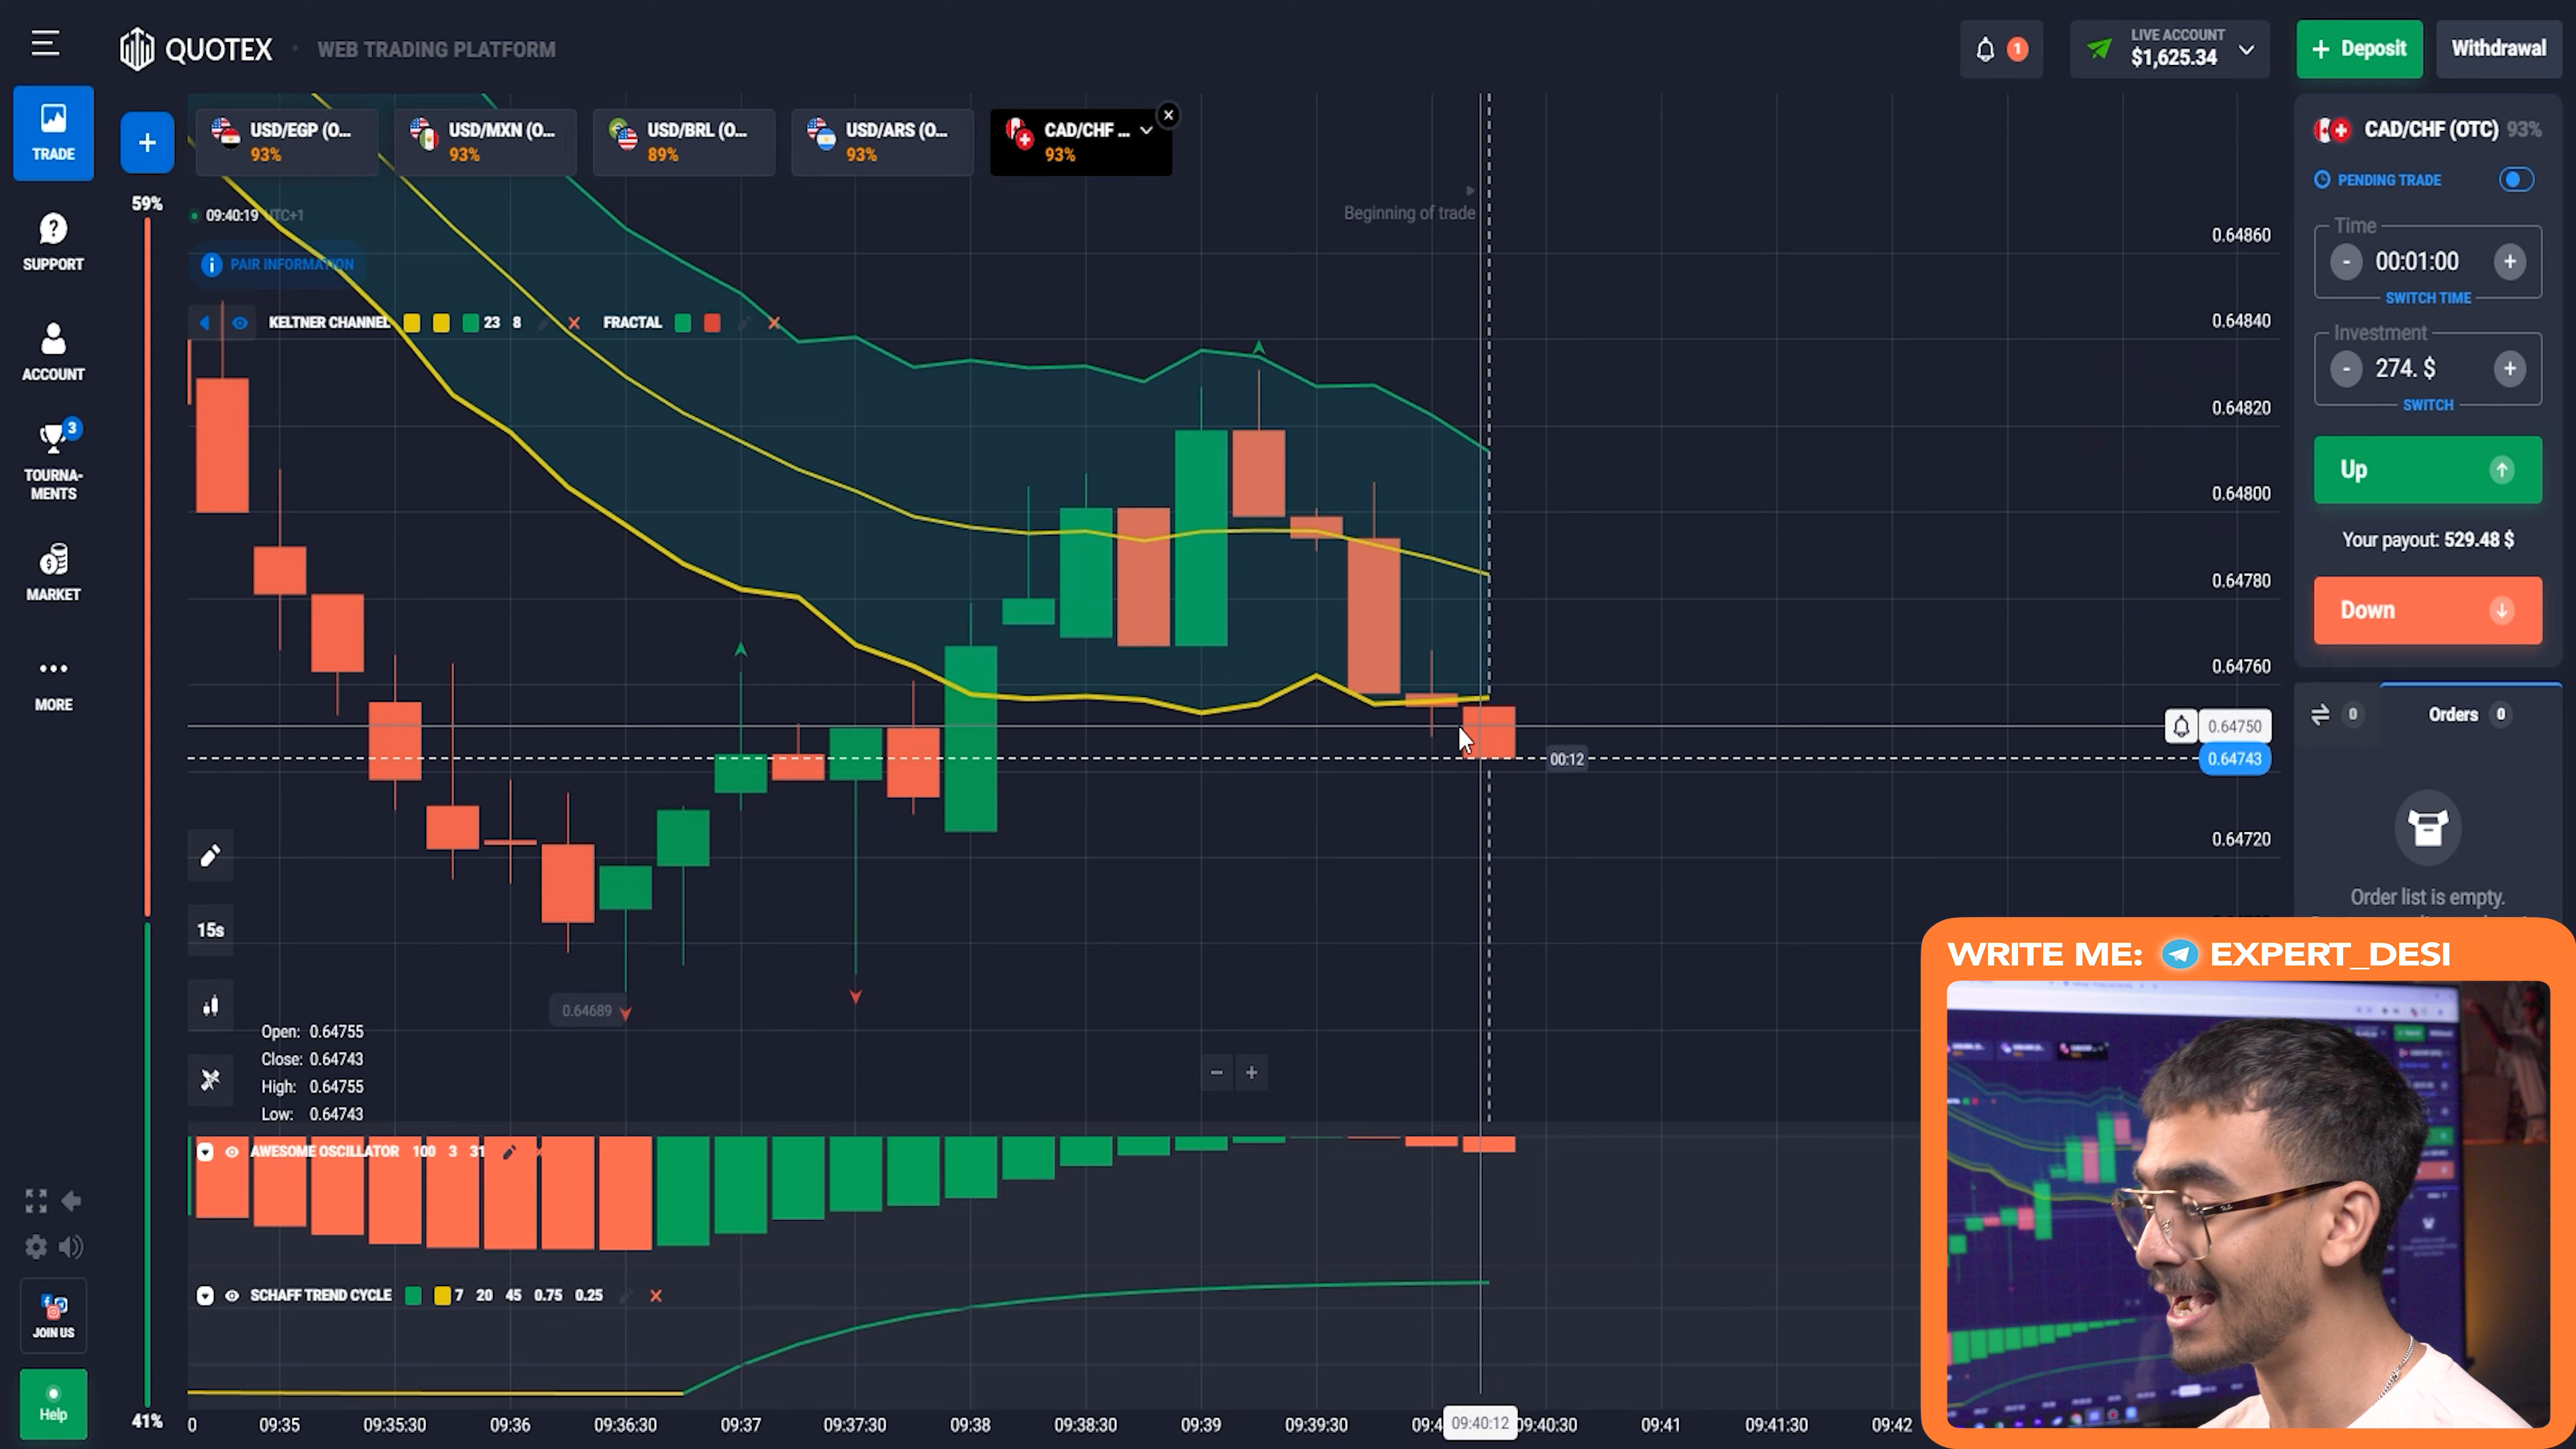 QUOTEX
WEB TRADING PLATFORM
1
LIVE ACCOUNT
$1,625.34
+ Deposit
Withdrawal
TRADE
SUPPORT
ACCOUNT
3
TOURNA-
MENTS
MARKET
MORE
JOIN US
Help
59%
41%
USD/EGP (O...
93%
USD/MXN (O...
93%
USD/BRL (O...
89%
USD/ARS (O...
93%
CAD/CHF ...
93%
09:40:19 UTC+1
PAIR INFORMATION
KELTNER CHANNEL 23 8 FRACTAL
Beginning of trade
0.64860
0.64840
0.64820
0.64800
0.64780
0.64760
0.64750
0.64743
0.64720
00:12
0.64689
15s
Open: 0.64755
Close: 0.64743
High: 0.64755
Low: 0.64743
AWESOME OSCILLATOR 100 3 31
SCHAFF TREND CYCLE 7 20 45 0.75 0.25
0 09:35 09:35:30 09:36 09:36:30 09:37 09:37:30 09:38 09:38:30 09:39 09:39:30 09:4 09:40:12 09:40:30 09:41 09:41:30 09:42
CAD/CHF (OTC) 93%
PENDING TRADE
Time
- 00:01:00 +
SWITCH TIME
Investment
- 274. $ +
SWITCH
Up
Your payout: 529.48 $
Down
0
Orders 0
Order list is empty.
WRITE ME: EXPERT_DESI